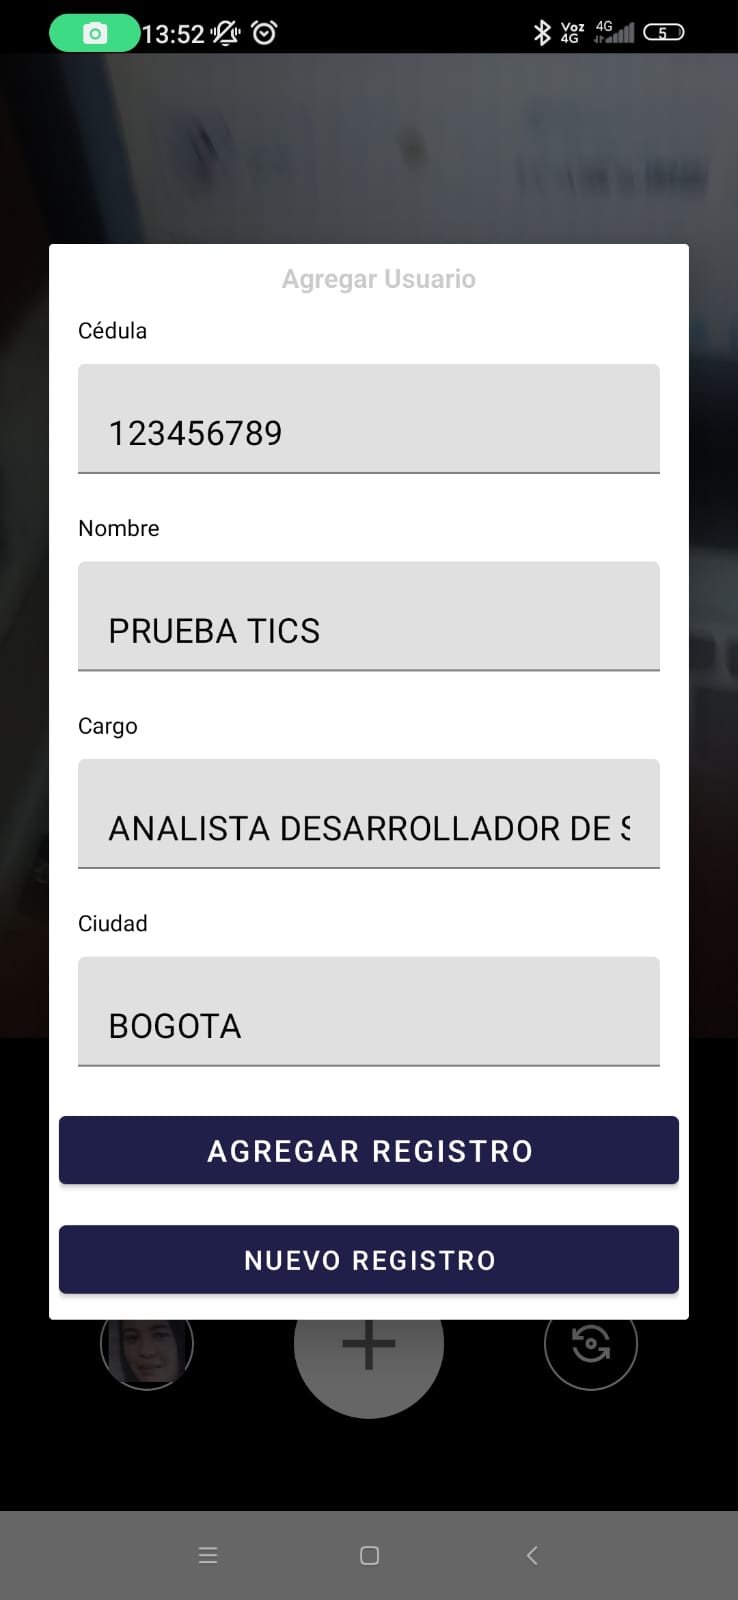 13:52
Voz
4G
4G
5
Agregar Usuario
Cédula
123456789
Nombre
PRUEBA TICS
Cargo
ANALISTA DESARROLLADOR DE
Ciudad
BOGOTA
AGREGAR REGISTRO
NUEVO REGISTRO